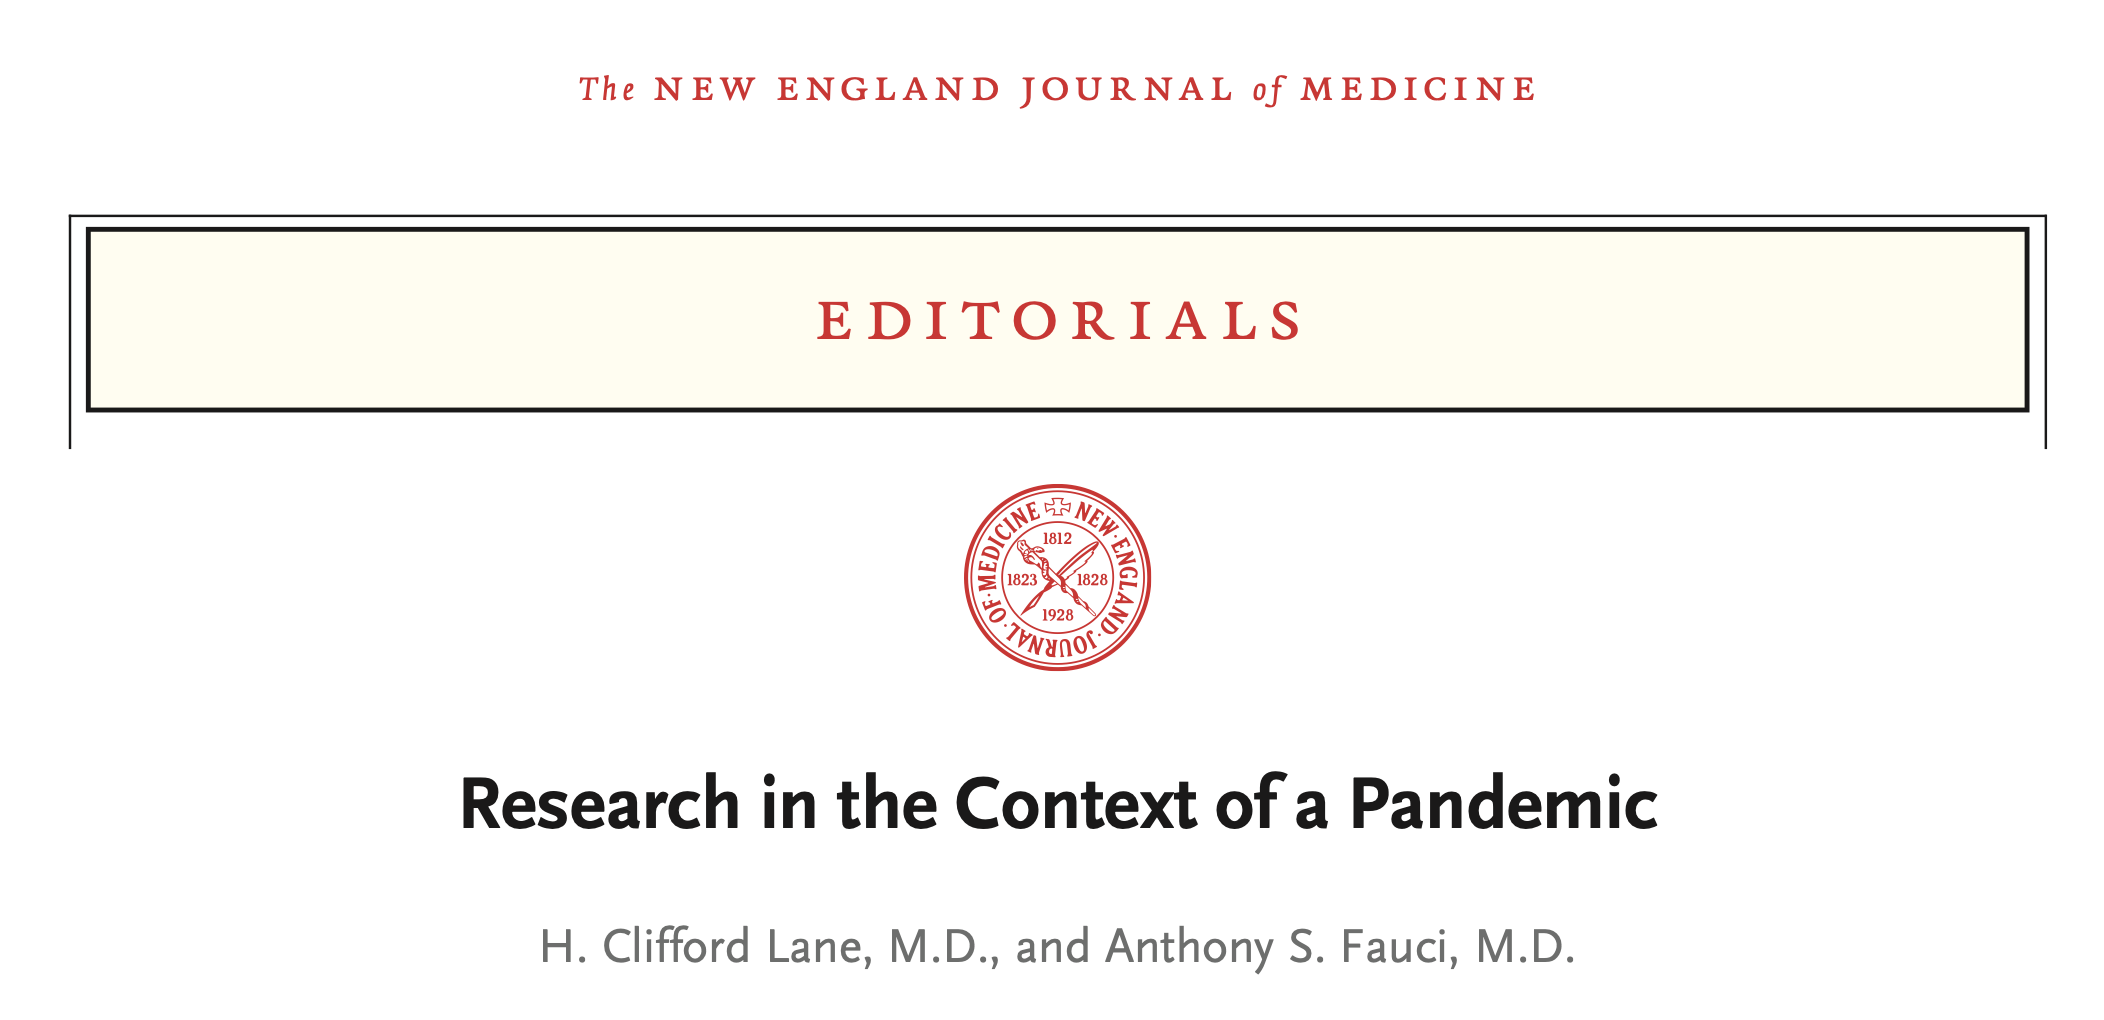 The NEW ENGLAND JOURNAL of MEDICINE
EDITORIALS
NEW·ENGLAND·JOURNAL·OF·MEDICINE
1812
1823 1828
1928
Research in the Context of a Pandemic
H. Clifford Lane, M.D., and Anthony S. Fauci, M.D.